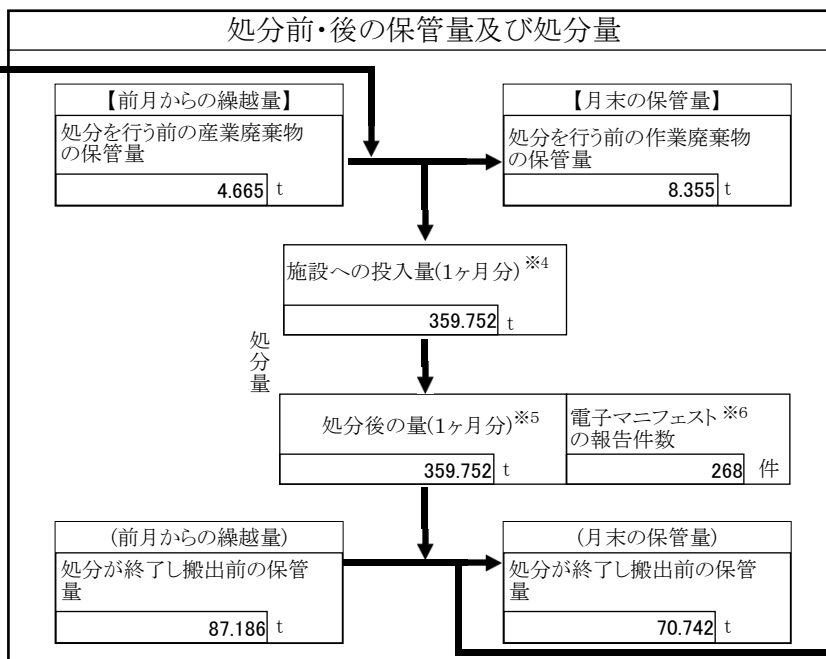 処分前・後の保管量及び処分量
【前月からの繰越量】
処分を行う前の産業廃棄物
の保管量
4.665 t
【月末の保管量】
処分を行う前の作業廃棄物
の保管量
8.355 t
施設への投入量(1ヶ月分)※4
359.752 t
処分量
処分後の量(1ヶ月分)※5
359.752 t
電子マニフェスト※6
の報告件数
268 件
(前月からの繰越量)
処分が終了し搬出前の保管
量
87.186 t
(月末の保管量)
処分が終了し搬出前の保管
量
70.742 t